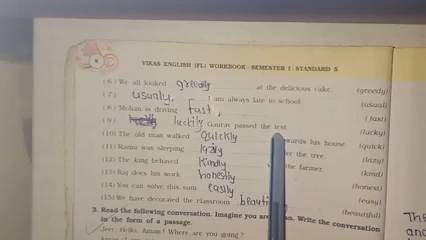 VIKAS ENGLISH (FL) WORKBOOK - SEMESTER I : STANDARD 5
(6) We all looked greedily at the delicious cake. (greedy)
(7) usually, I am always late to school. (usual)
(8) Mohan is driving fast, (fast)
(9) luckily Gaurav passed the test. (lucky)
(10) The old man walked quickly towards his house. (quick)
(11) Ramu was sleeping lazily the tree. (lazy)
(12) The king behaved kindly the farmer. (kind)
(13) Raj does his work honestly (honest)
(14) You can solve this sum easily (easy)
(15) We have decorated the classroom beauti (beautiful)
3. Read the following conversation. Imagine you are Write the conversation
in the form of a passage.
Jeet: Hello, Aman! Where are you going?
The